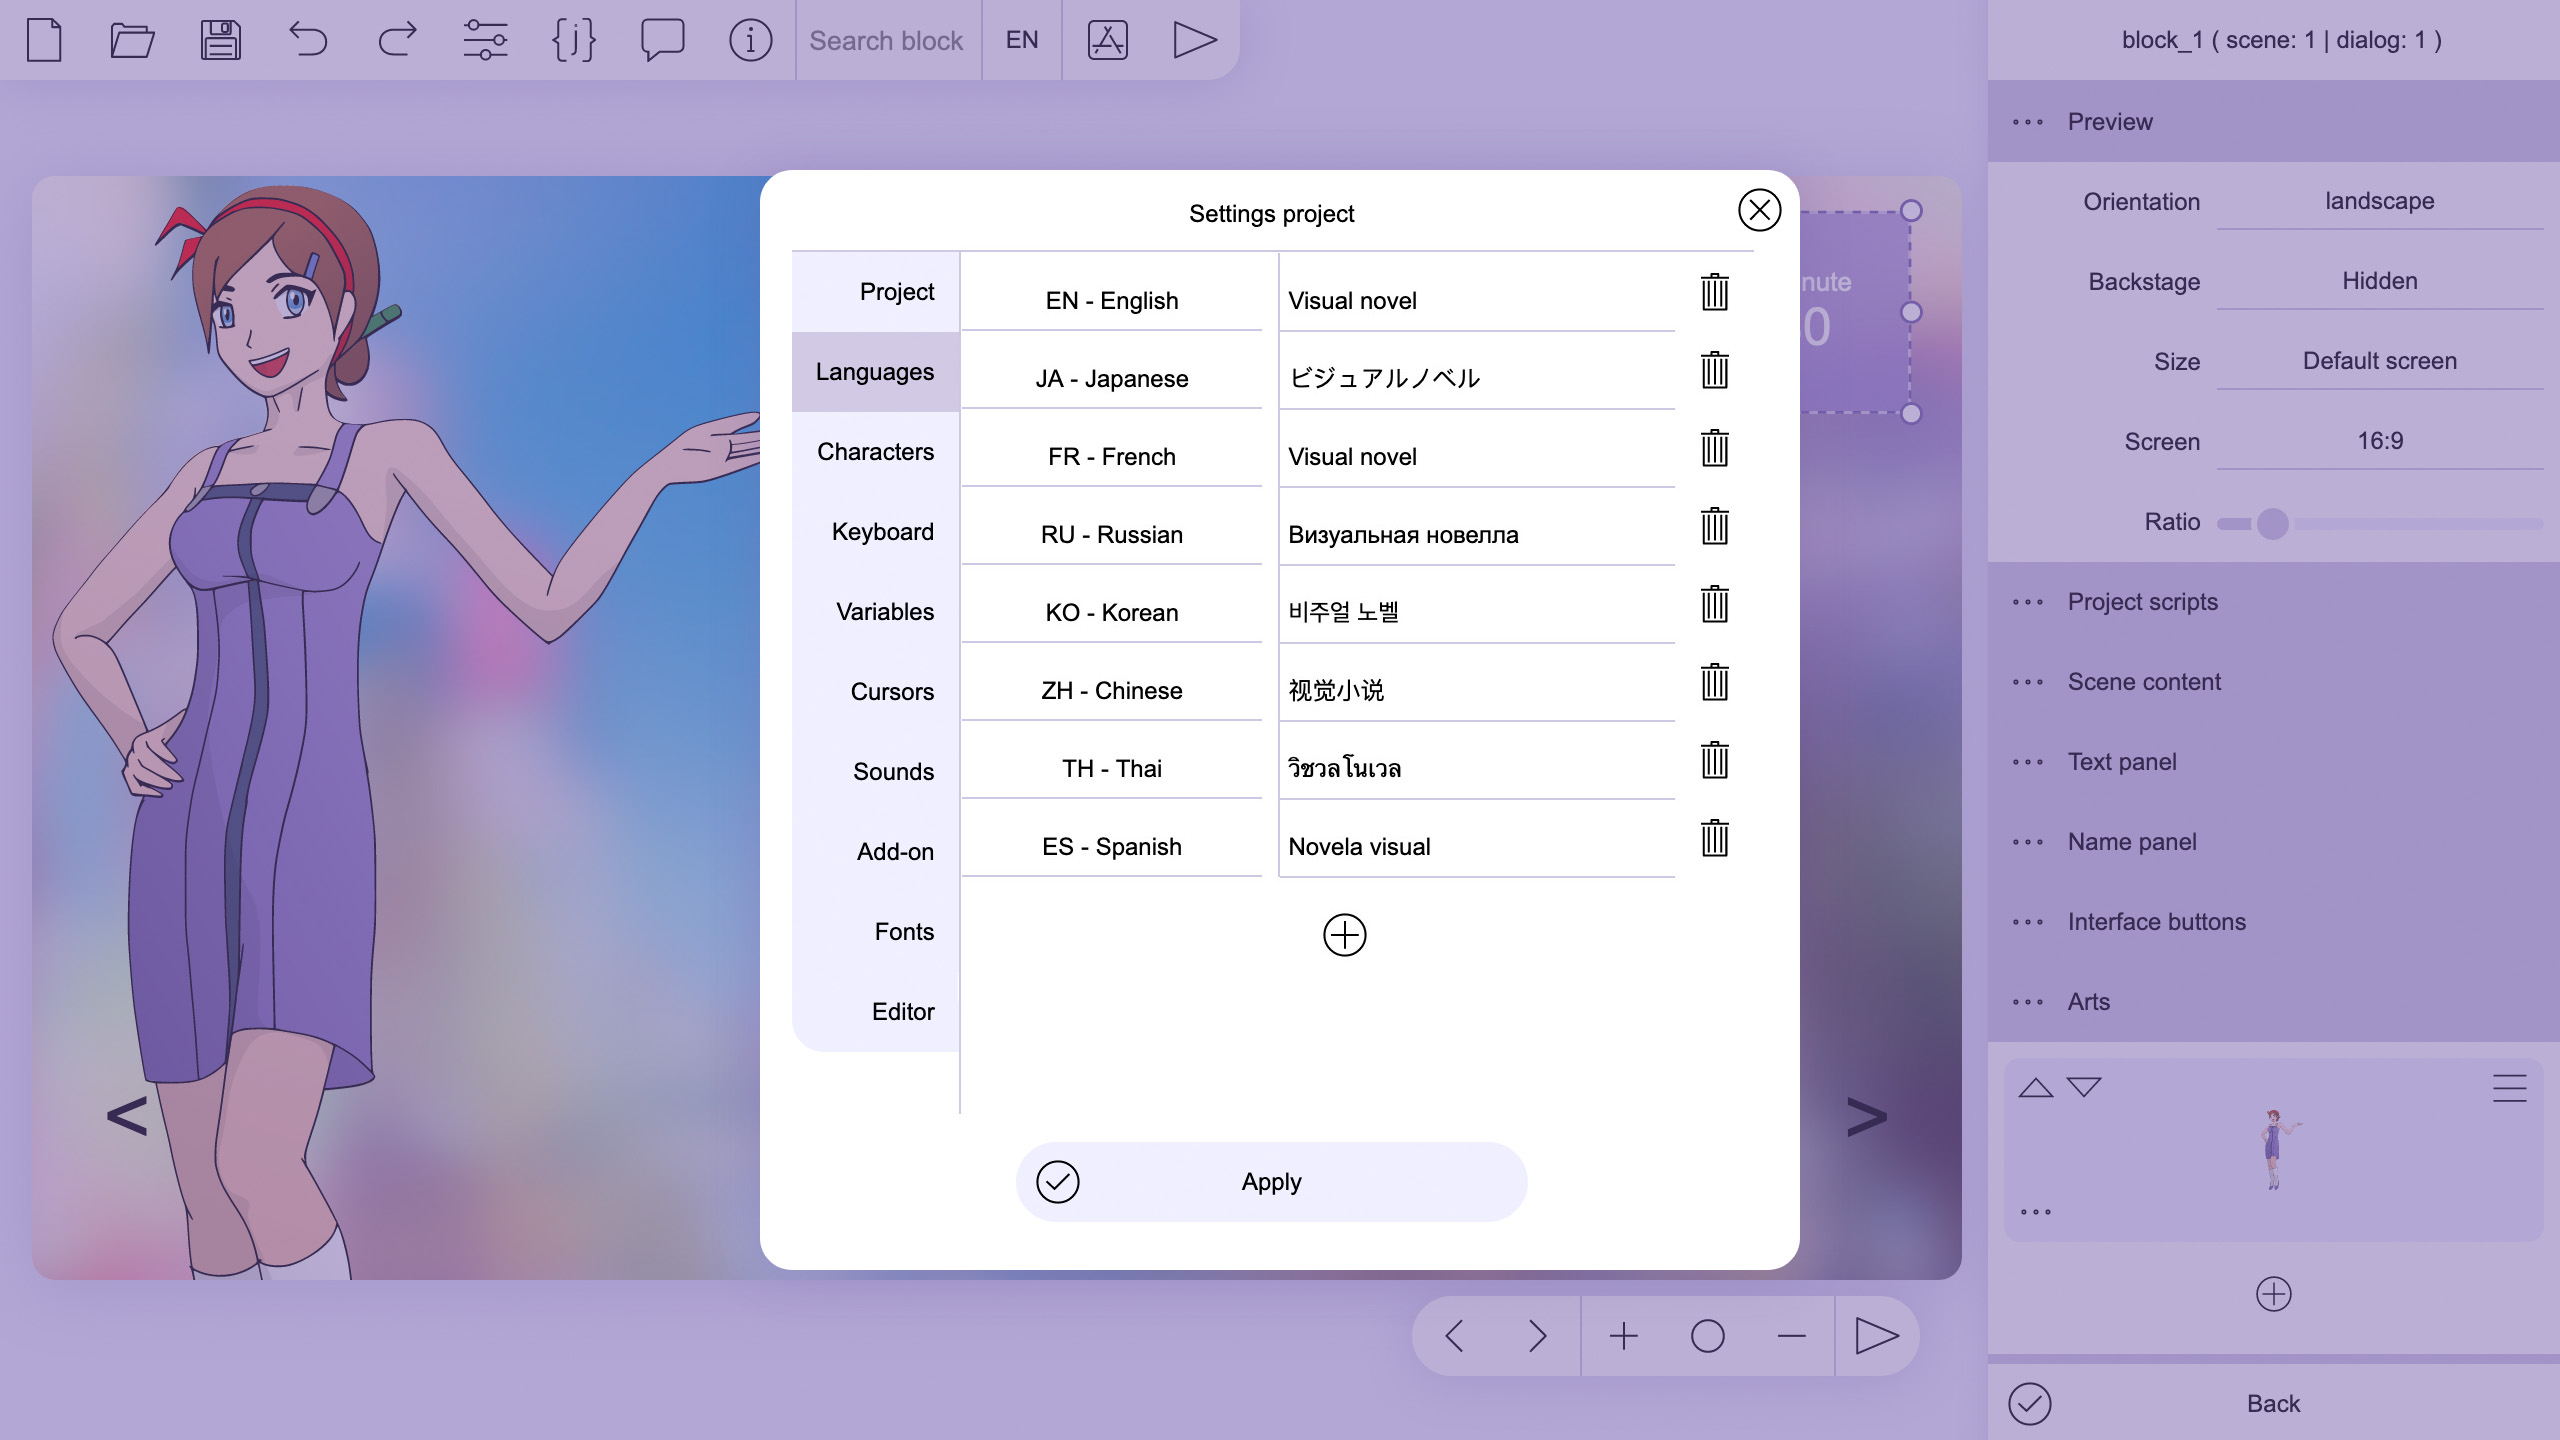 Search block
EN
block_1 ( scene: 1 | dialog: 1 )
Preview
Orientation
landscape
Backstage
Hidden
Size
Default screen
Screen
16:9
Ratio
Project scripts
Scene content
Text panel
Name panel
Interface buttons
Arts
Back
Settings project
Project
Languages
Characters
Keyboard
Variables
Cursors
Sounds
Add-on
Fonts
Editor
EN - English
Visual novel
JA - Japanese
ビジュアルノベル
FR - French
Visual novel
RU - Russian
Визуальная новелла
KO - Korean
비주얼 노벨
ZH - Chinese
视觉小说
TH - Thai
วิชวลโนเวล
ES - Spanish
Novela visual
Apply
<
>